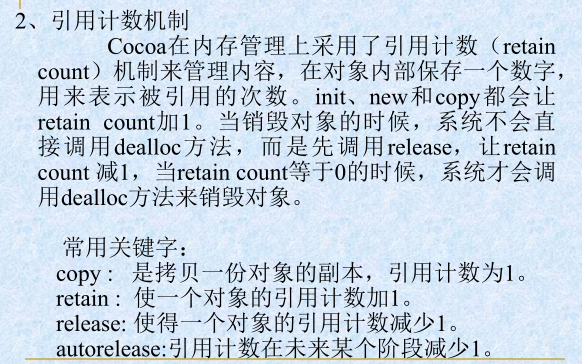 2、引用计数机制
Cocoa在内存管理上采用了引用计数（retain
count）机制来管理内容，在对象内部保存一个数字，
用来表示被引用的次数。init、new和copy都会让
retain count加1。当销毁对象的时候，系统不会直
接调用dealloc方法，而是先调用release，让retain
count 减1，当retain count等于0的时候，系统才会调
用dealloc方法来销毁对象。
常用关键字：
copy : 是拷贝一份对象的副本，引用计数为1。
retain : 使一个对象的引用计数加1。
release: 使得一个对象的引用计数减少1。
autorelease:引用计数在未来某个阶段减少1.